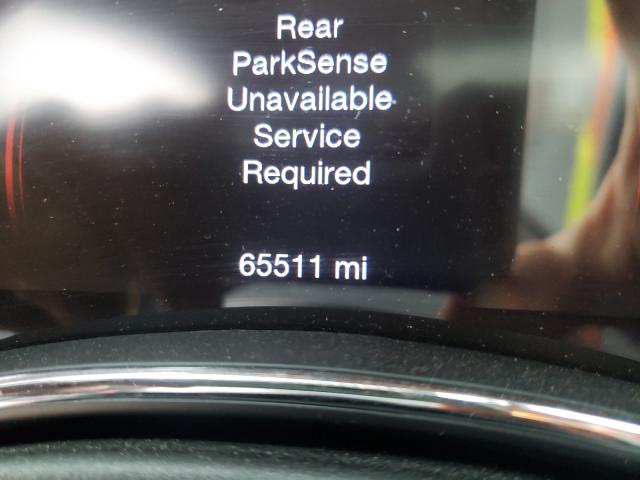 Rear
ParkSense
Unavailable
Service
Required
65511 mi